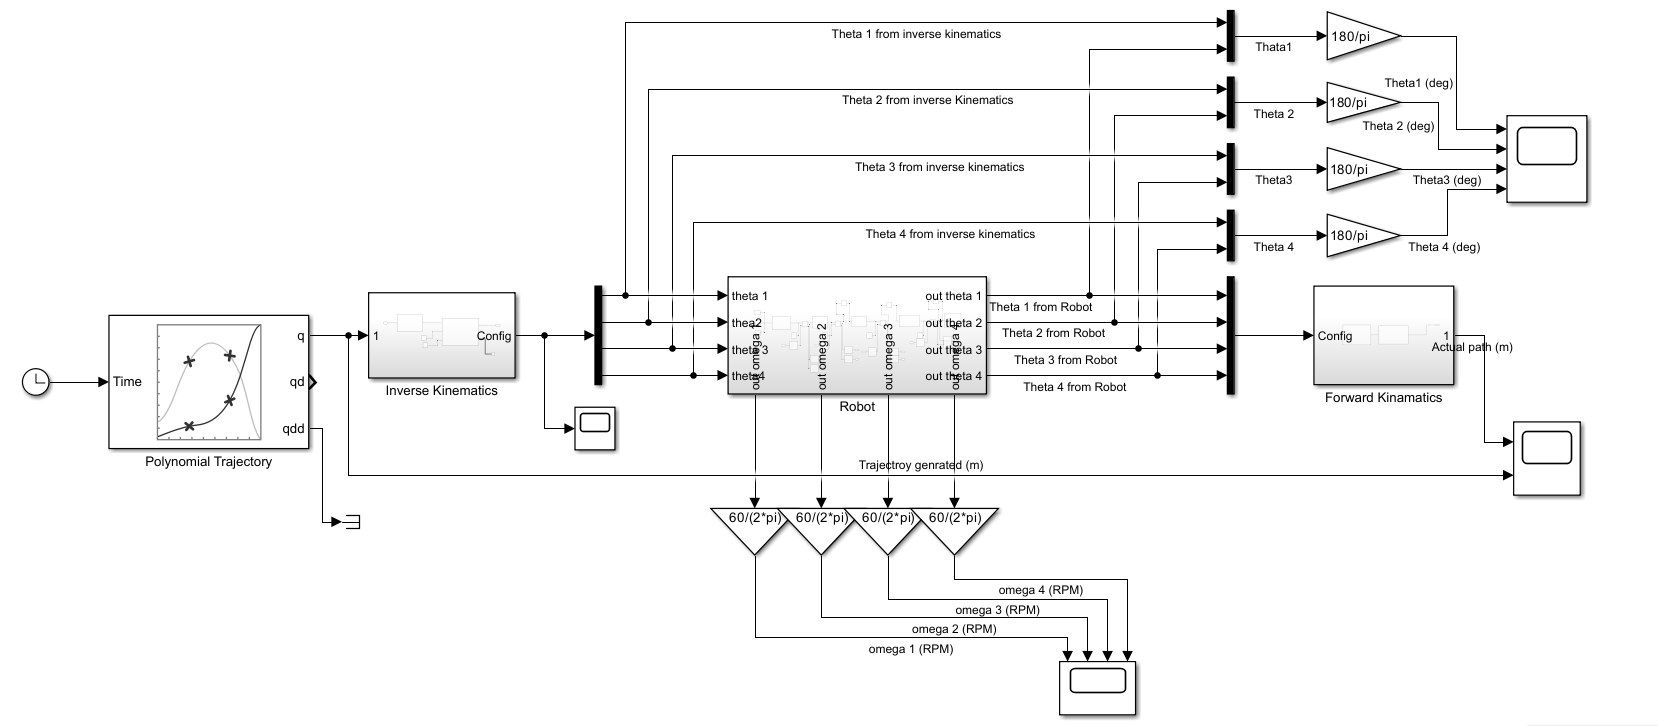 Theta 1 from inverse kinematics
Thata1
180/pi
Theta1 (deg)
Theta 2 from inverse Kinematics
Theta 2
180/pi
Theta 2 (deg)
Theta 3 from inverse kinematics
Theta3
180/pi
Theta3 (deg)
Theta 4 from inverse kinematics
Theta 4
180/pi
Theta 4 (deg)
Time
q
qd
qdd
Polynomial Trajectory
1
Config
Inverse Kinematics
theta 1
thea2
theta 3
theta4
out omega 1
out omega 2
out omega 3
out omega 4
out theta 1
out theta 2
out theta 3
out theta 4
Robot
Theta 1 from Robot
Theta 2 from Robot
Theta 3 from Robot
Theta 4 from Robot
Config
1
Forward Kinamatics
Actual path (m)
Trajectroy genrated (m)
60/(2*pi)
60/(2*pi)
60/(2*pi)
60/(2*pi)
omega 4 (RPM)
omega 3 (RPM)
omega 2 (RPM)
omega 1 (RPM)